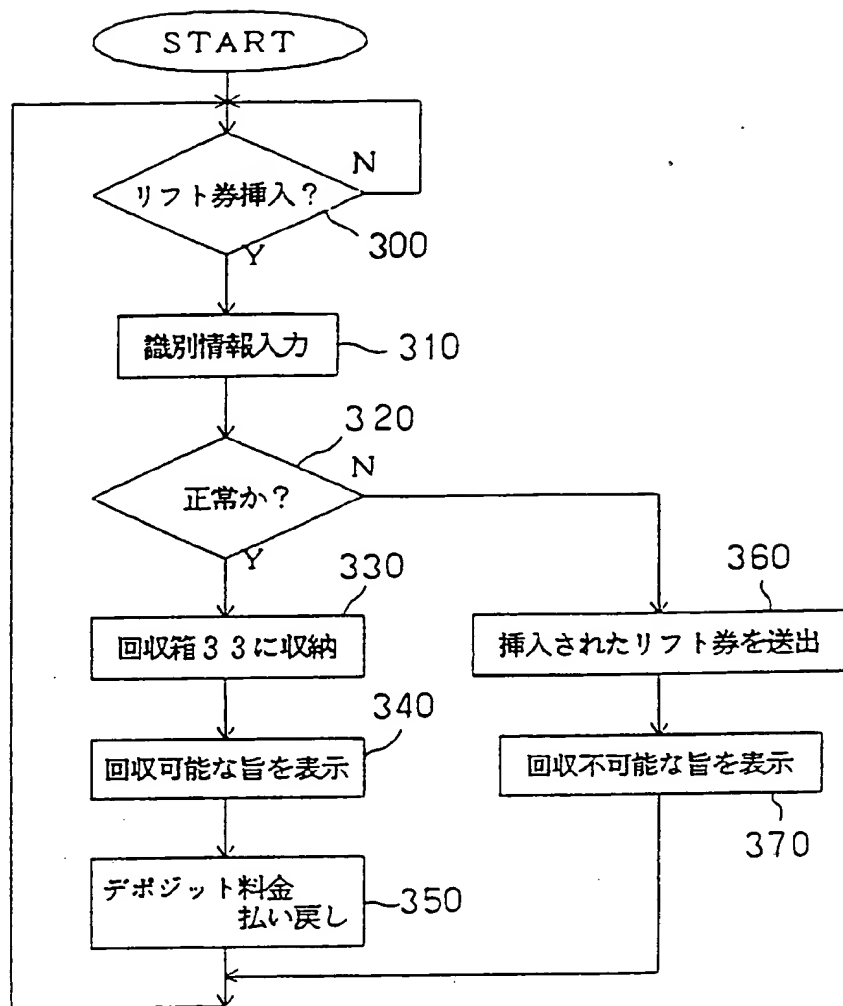 START
リフト券挿入?
N
300
Y
識別情報入力
310
320
正常か?
N
Y
330
回収箱33に収納
340
回収可能な旨を表示
デポジット料金
払い戻し
350
360
挿入されたリフト券を送出
回収不可能な旨を表示
370